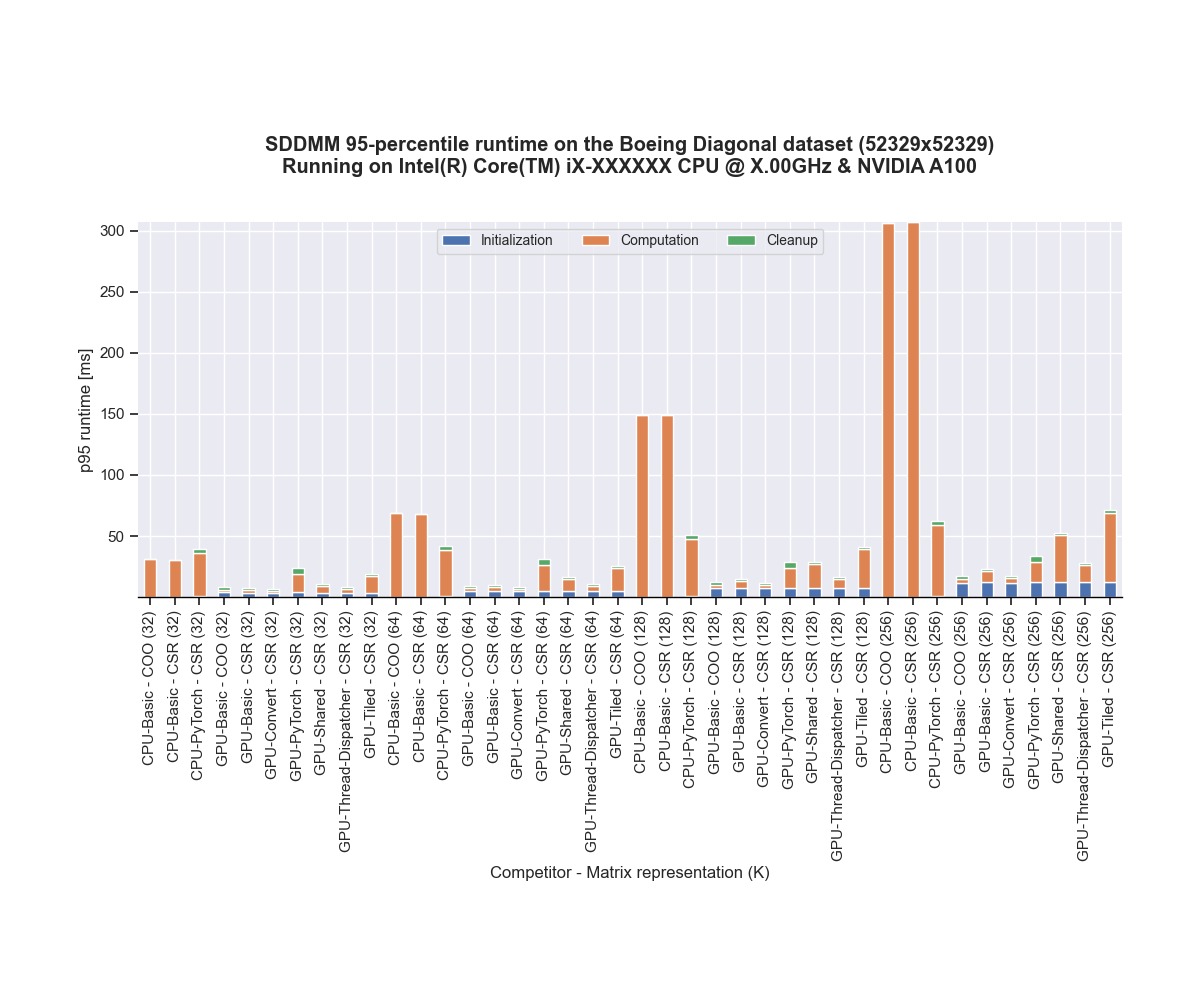 SDDMM 95-percentile runtime on the Boeing Diagonal dataset (52329x52329)
Running on Intel(R) Core(TM) iX-XXXXXX CPU @ X.00GHz & NVIDIA A100
Initialization
Computation
Cleanup
300
250
200
150
100
50
p95 runtime [ms]
CPU-Basic - COO (32)
CPU-Basic - CSR (32)
CPU-PyTorch - CSR (32)
GPU-Basic - COO (32)
GPU-Basic - CSR (32)
GPU-Convert - CSR (32)
GPU-PyTorch - CSR (32)
GPU-Shared - CSR (32)
GPU-Thread-Dispatcher - CSR (32)
GPU-Tiled - CSR (32)
CPU-Basic - COO (64)
CPU-Basic - CSR (64)
CPU-PyTorch - CSR (64)
GPU-Basic - COO (64)
GPU-Basic - CSR (64)
GPU-Convert - CSR (64)
GPU-PyTorch - CSR (64)
GPU-Shared - CSR (64)
GPU-Thread-Dispatcher - CSR (64)
GPU-Tiled - CSR (64)
CPU-Basic - COO (128)
CPU-Basic - CSR (128)
CPU-PyTorch - CSR (128)
GPU-Basic - COO (128)
GPU-Basic - CSR (128)
GPU-Convert - CSR (128)
GPU-PyTorch - CSR (128)
GPU-Shared - CSR (128)
GPU-Thread-Dispatcher - CSR (128)
GPU-Tiled - CSR (128)
CPU-Basic - COO (256)
CPU-Basic - CSR (256)
CPU-PyTorch - CSR (256)
GPU-Basic - COO (256)
GPU-Basic - CSR (256)
GPU-Convert - CSR (256)
GPU-PyTorch - CSR (256)
GPU-Shared - CSR (256)
GPU-Thread-Dispatcher - CSR (256)
GPU-Tiled - CSR (256)
Competitor - Matrix representation (K)